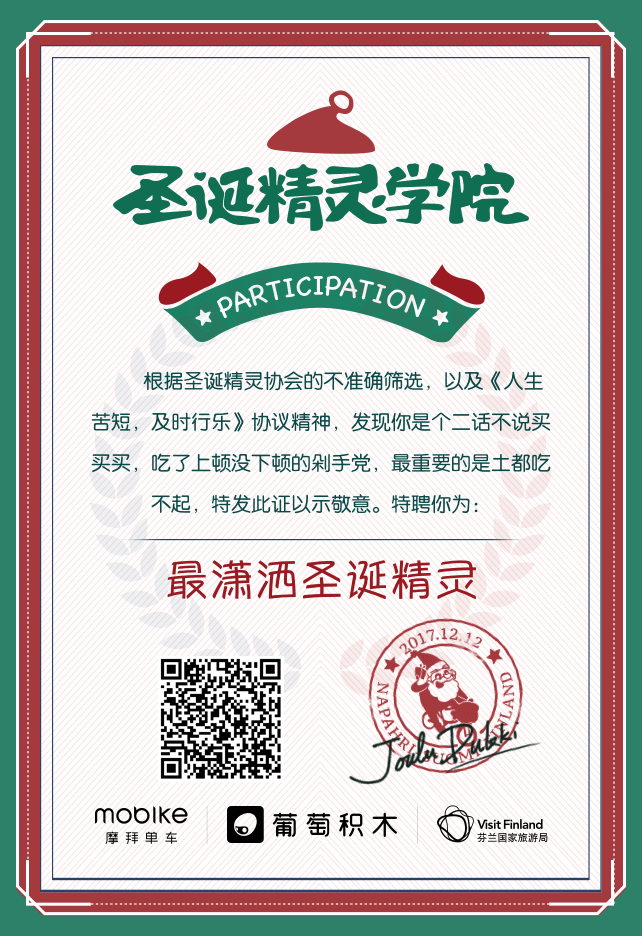 圣诞精灵学院
PARTICIPATION
根据圣诞精灵协会的不准确筛选，以及《人生
苦短，及时行乐》协议精神，发现你是个二话不说买
买买，吃了上顿没下顿的剁手党，最重要的是土都吃
不起，特发此证以示敬意。特聘你为：
最潇洒圣诞精灵
2017.12.12
FINLAND
Joulu Pukki
mobike
摩拜单车
葡萄积木
Visit Finland
芬兰国家旅游局